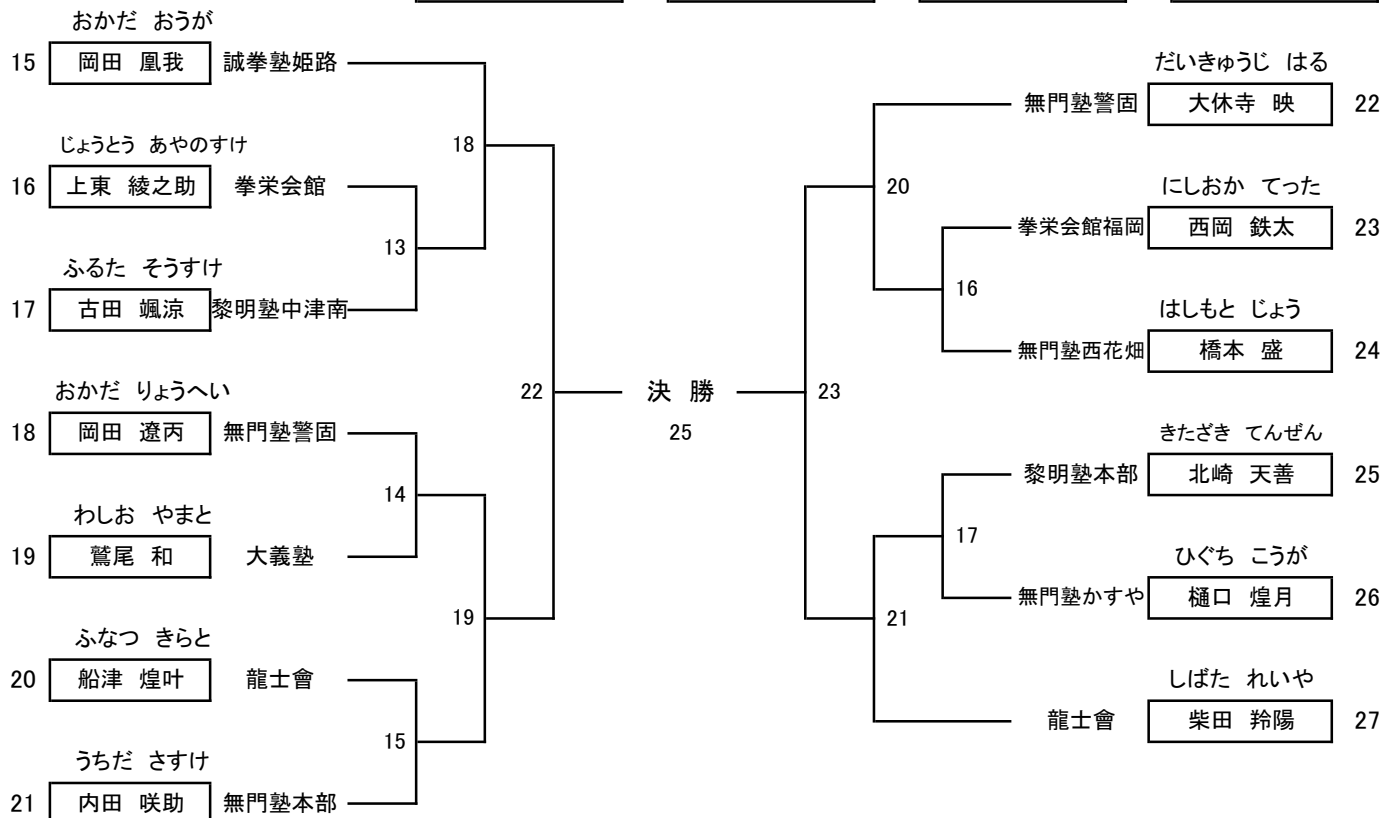 おかだ おうが
15 岡田 凰我 誠拳塾姫路
じょうとう あやのすけ
16 上東 綾之助 拳栄会館
ふるた そうすけ
17 古田 颯涼 黎明塾中津南
おかだ りょうへい
18 岡田 遼丙 無門塾警固
わしお やまと
19 鷲尾 和 大義塾
ふなつ きらと
20 船津 煌叶 龍士會
うちだ さすけ
21 内田 咲助 無門塾本部
18
13
14
19
15
22
決 勝
25
23
20
16
17
21
だいきゅうじ はる
無門塾警固 大休寺 映 22
にしおか てった
拳栄会館福岡 西岡 鉄太 23
はしもと じょう
無門塾西花畑 橋本 盛 24
きたざき てんぜん
黎明塾本部 北崎 天善 25
ひぐち こうが
無門塾かすや 樋口 煌月 26
しばた れいや
龍士會 柴田 羚陽 27